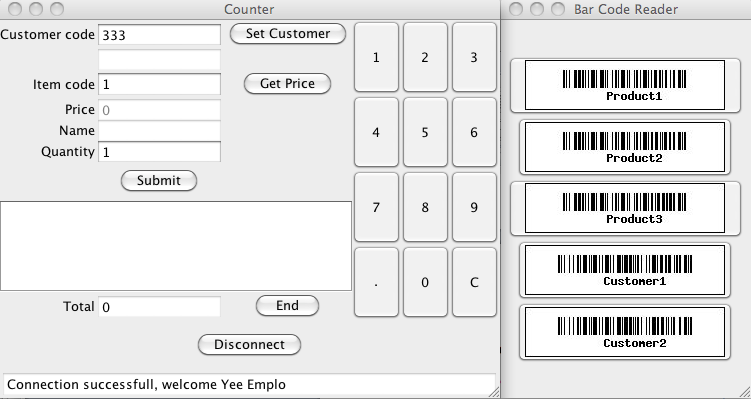 Counter
Customer code 333 Set Customer
Item code 1 Get Price
Price 0
Name
Quantity 1
Submit
Total 0 End
Disconnect
Connection successfull, welcome Yee Emplo
1 2 3
4 5 6
7 8 9
. 0 C
Bar Code Reader
Product1
Product2
Product3
Customer1
Customer2